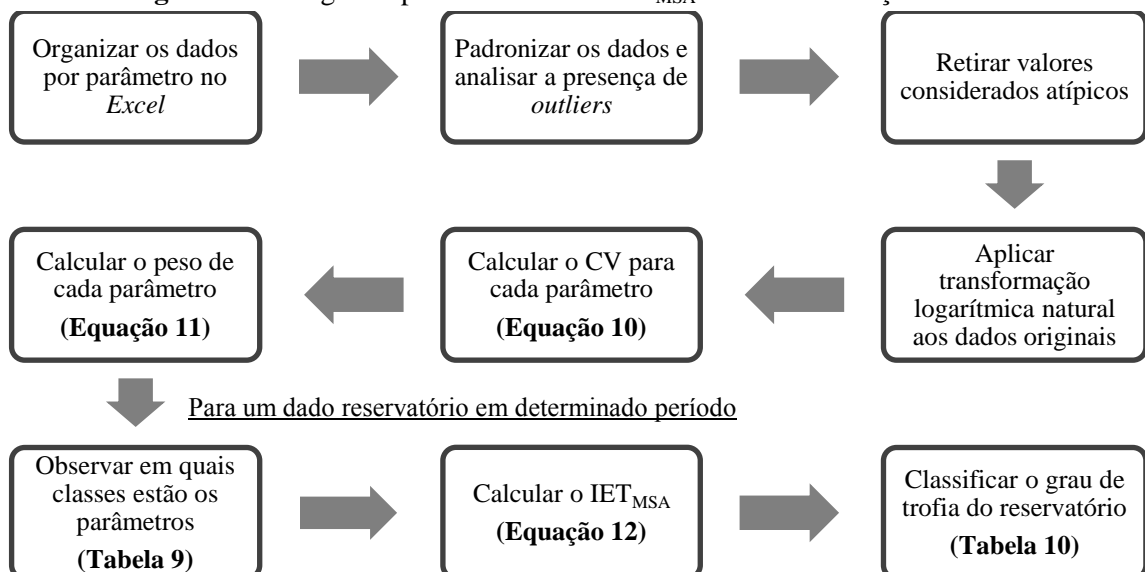 MSA
Organizar os dados
por parâmetro no
Excel
Padronizar os dados e
analisar a presença de
outliers
Retirar valores
considerados atípicos
Calcular o peso de
cada parâmetro
(Equação 11)
Calcular o CV para
cada parâmetro
(Equação 10)
Aplicar
transformação
logarítmica natural
aos dados originais
Para um dado reservatório em determinado período
Observar em quais
classes estão os
parâmetros
(Tabela 9)
Calcular o IET_MSA
(Equação 12)
Classificar o grau de
trofia do reservatório
(Tabela 10)